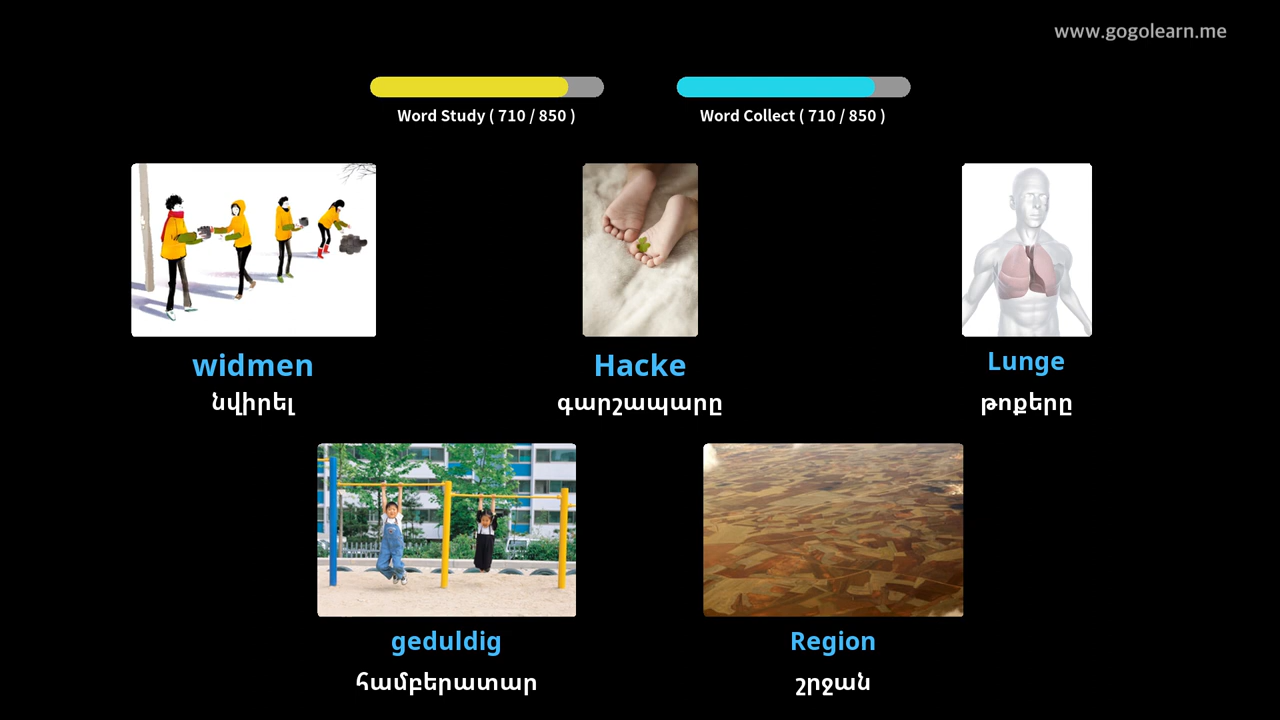 www.gogolearn.me
Word Study ( 710 / 850 )
Word Collect ( 710 / 850 )
widmen
նվիրել
Hacke
գարշապարը
Lunge
թոքերը
geduldig
համբերատար
Region
շրջան